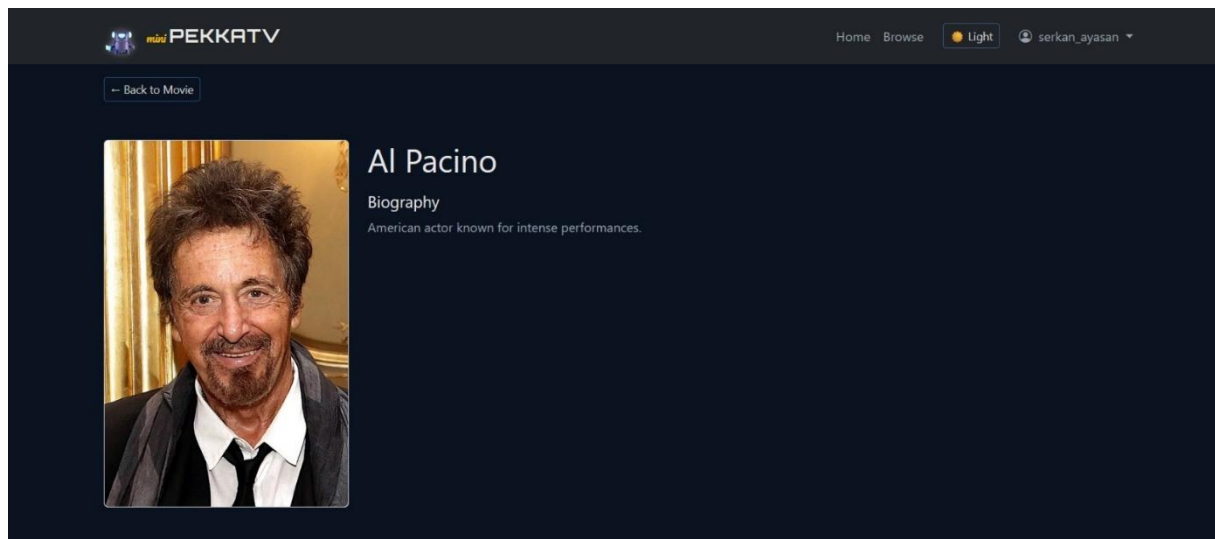 mini PEKKATV
Home Browse Light serkan_ayasan
← Back to Movie
Al Pacino
Biography
American actor known for intense performances.